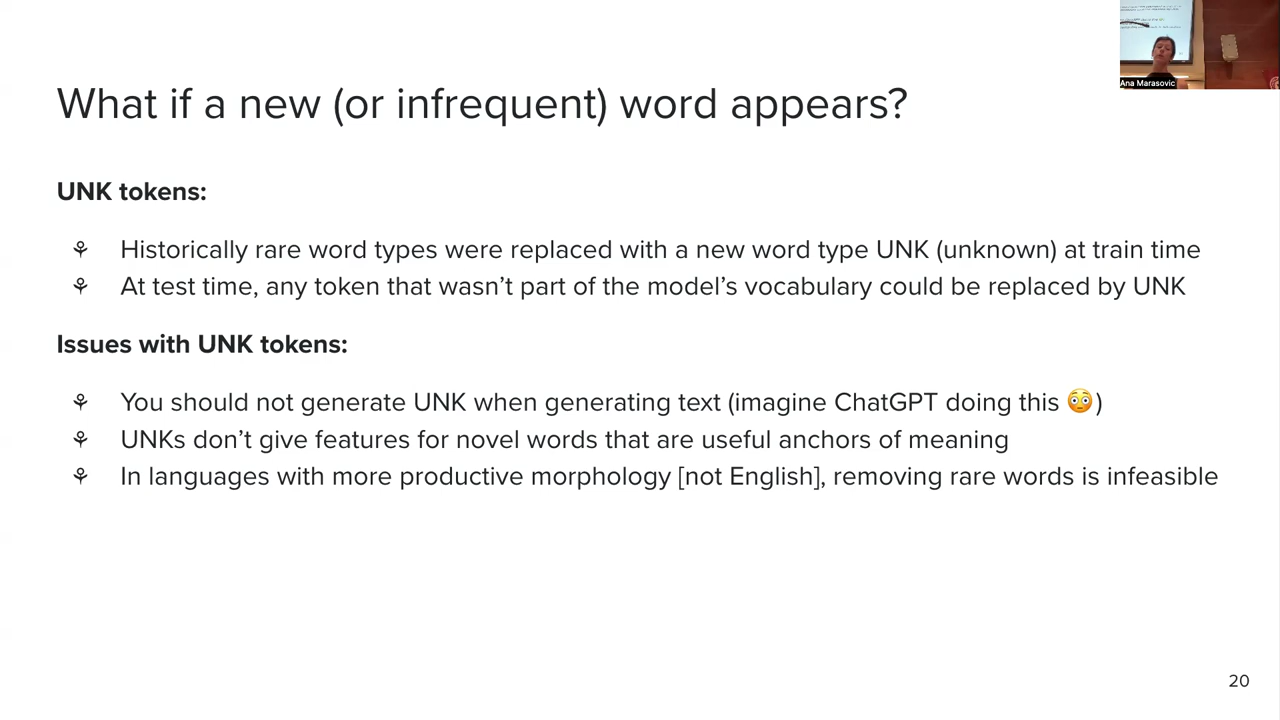 Ana Marasovic
What if a new (or infrequent) word appears?
UNK tokens:
⚘ Historically rare word types were replaced with a new word type UNK (unknown) at train time
⚘ At test time, any token that wasn’t part of the model’s vocabulary could be replaced by UNK
Issues with UNK tokens:
⚘ You should not generate UNK when generating text (imagine ChatGPT doing this 😳)
⚘ UNKs don’t give features for novel words that are useful anchors of meaning
⚘ In languages with more productive morphology [not English], removing rare words is infeasible
20